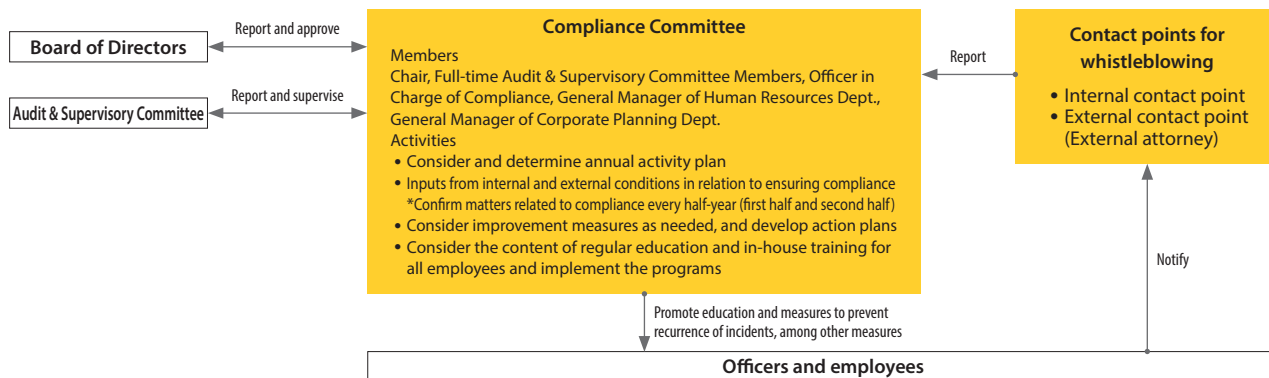 Board of Directors
Audit & Supervisory Committee
Report and approve
Report and supervise
Compliance Committee
Members
Chair, Full-time Audit & Supervisory Committee Members, Officer in
Charge of Compliance, General Manager of Human Resources Dept.,
General Manager of Corporate Planning Dept.
Activities
• Consider and determine annual activity plan
• Inputs from internal and external conditions in relation to ensuring compliance
*Confirm matters related to compliance every half-year (first half and second half)
• Consider improvement measures as needed, and develop action plans
• Consider the content of regular education and in-house training for
all employees and implement the programs
Report
Contact points for
whistleblowing
• Internal contact point
• External contact point
(External attorney)
Notify
Promote education and measures to prevent
recurrence of incidents, among other measures
Officers and employees